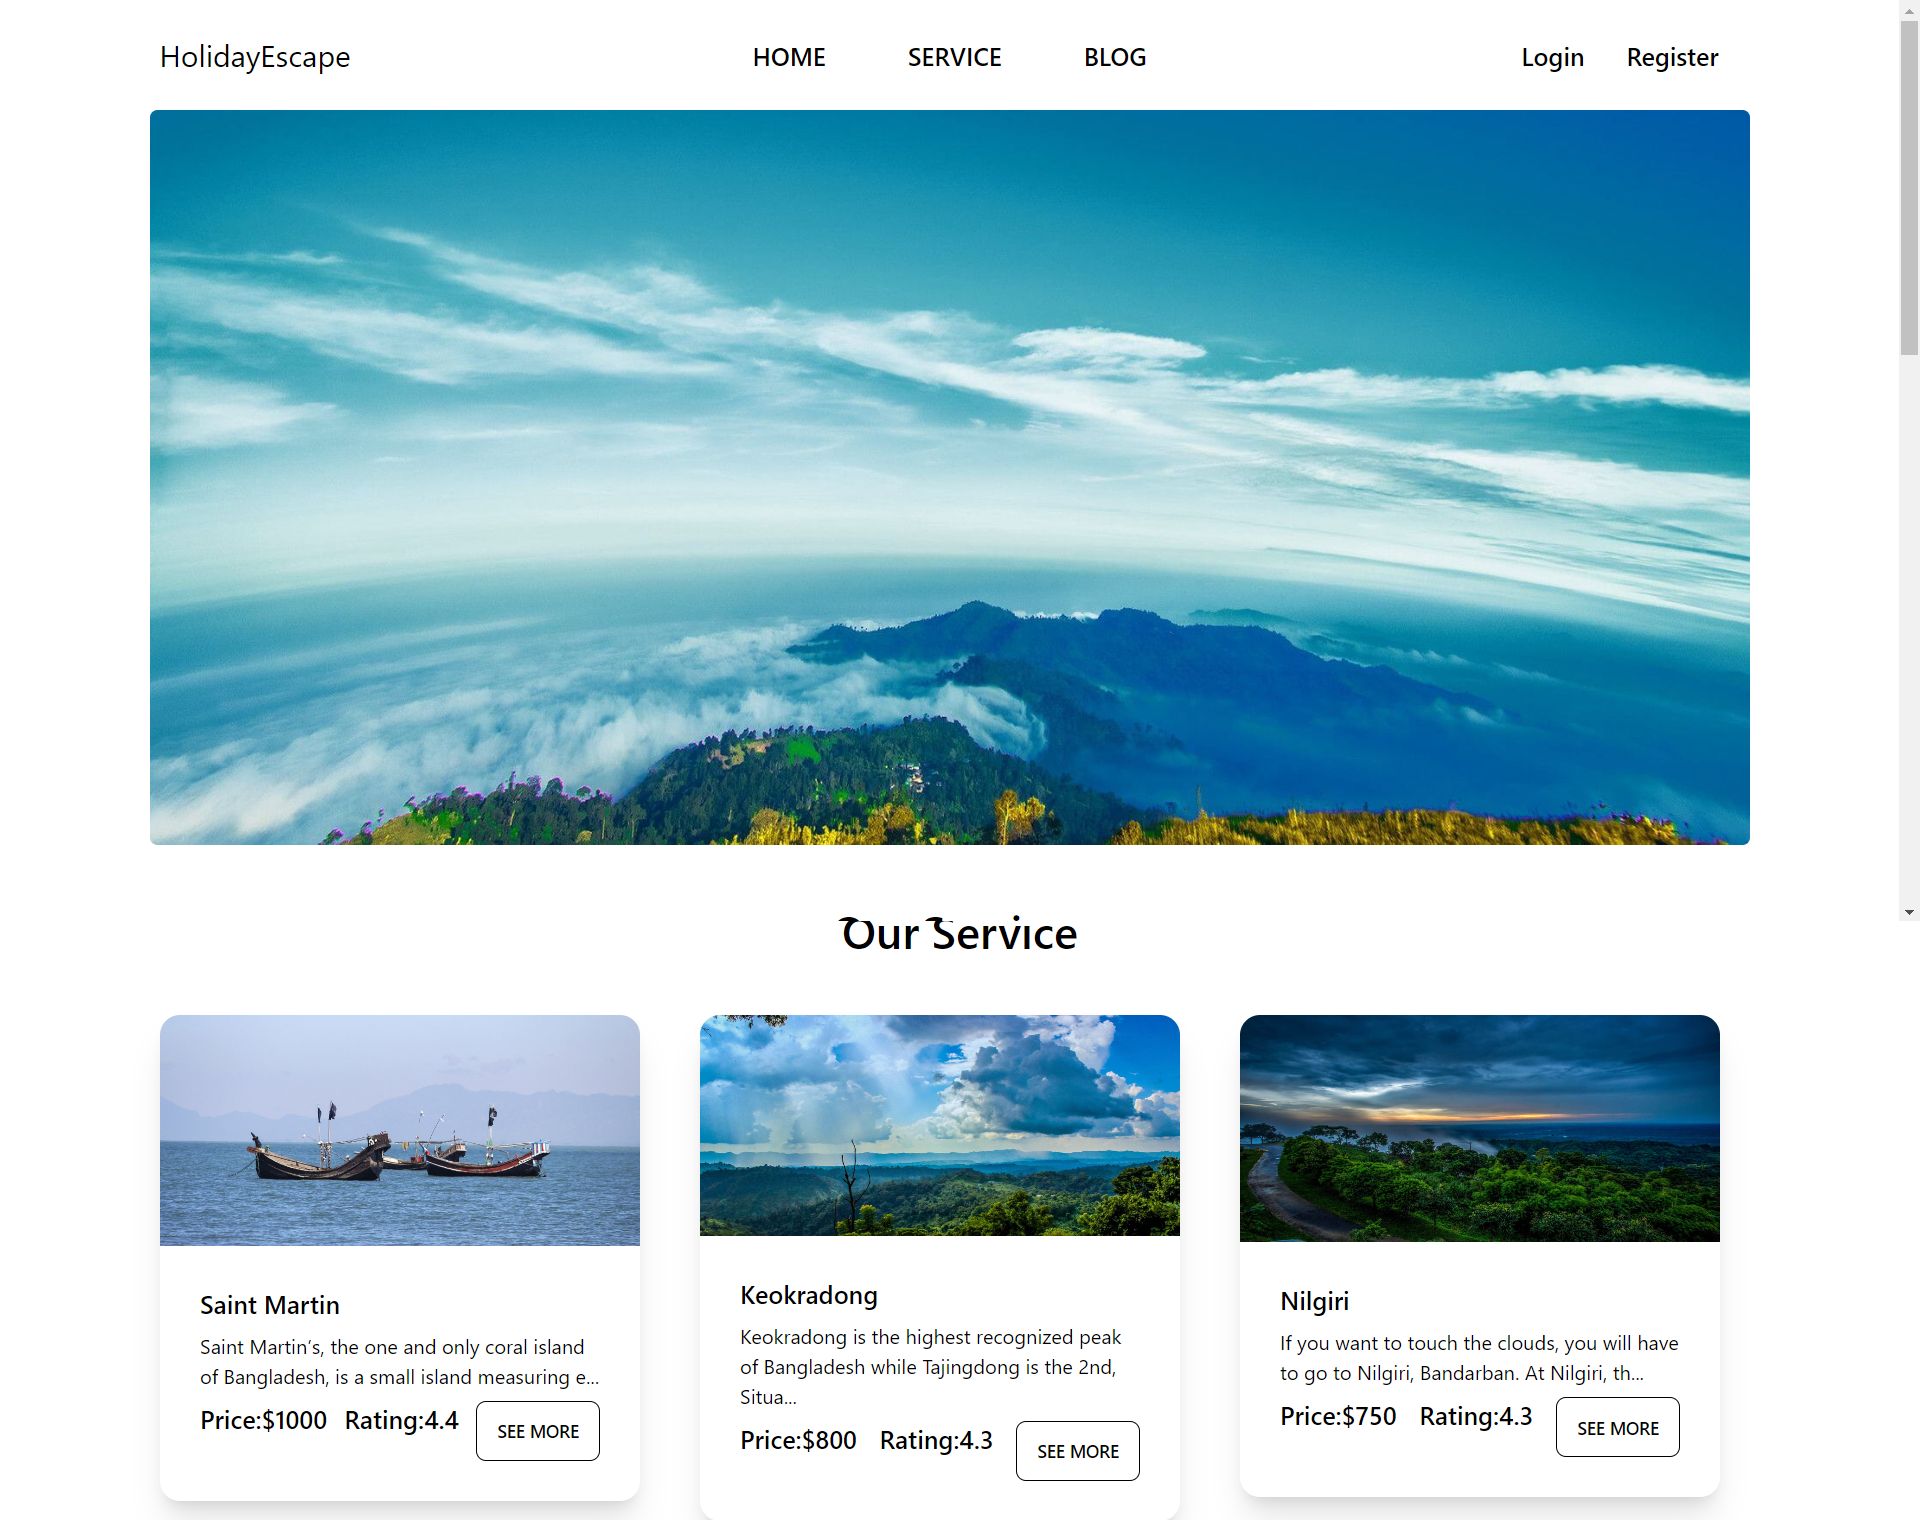 HolidayEscape
HOME SERVICE BLOG
Login Register
Our Service
Saint Martin
Saint Martin’s, the one and only coral island
of Bangladesh, is a small island measuring e...
Price:$1000 Rating:4.4 SEE MORE
Keokradong
Keokradong is the highest recognized peak
of Bangladesh while Tajingdong is the 2nd,
Situa...
Price:$800 Rating:4.3 SEE MORE
Nilgiri
If you want to touch the clouds, you will have
to go to Nilgiri, Bandarban. At Nilgiri, th...
Price:$750 Rating:4.3 SEE MORE